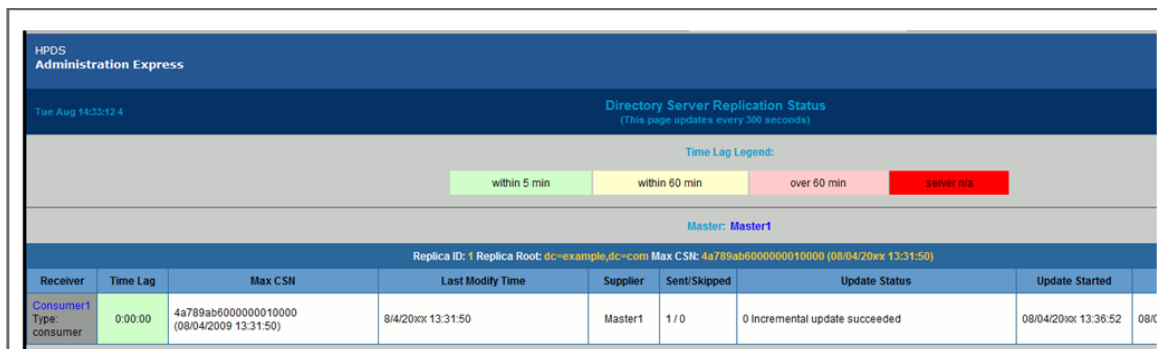 HPDS
Administration Express
Tue Aug 14:33:12 4
Directory Server Replication Status
(This page updates every 300 seconds)
Time Lag Legend:
within 5 min within 60 min over 60 min server n/a
Master: Master1
Replica ID: 1 Replica Root: dc=example,dc=com Max CSN: 4a789ab6000000010000 (08/04/20xx 13:31:50)
Receiver Time Lag Max CSN Last Modify Time Supplier Sent/Skipped Update Status Update Started
Consumer1
Type:
consumer
0:00:00
4a789ab6000000010000
(08/04/2009 13:31:50)
8/4/20xx 13:31:50
Master1
1 / 0
0 Incremental update succeeded
08/04/20xx 13:36:52